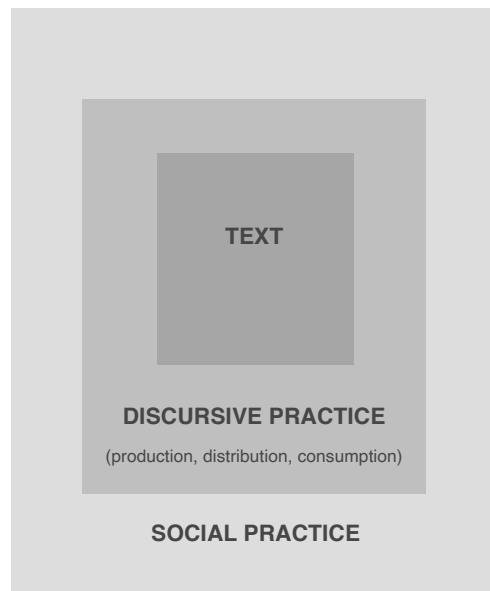 TEXT
DISCURSIVE PRACTICE
(production, distribution, consumption)
SOCIAL PRACTICE